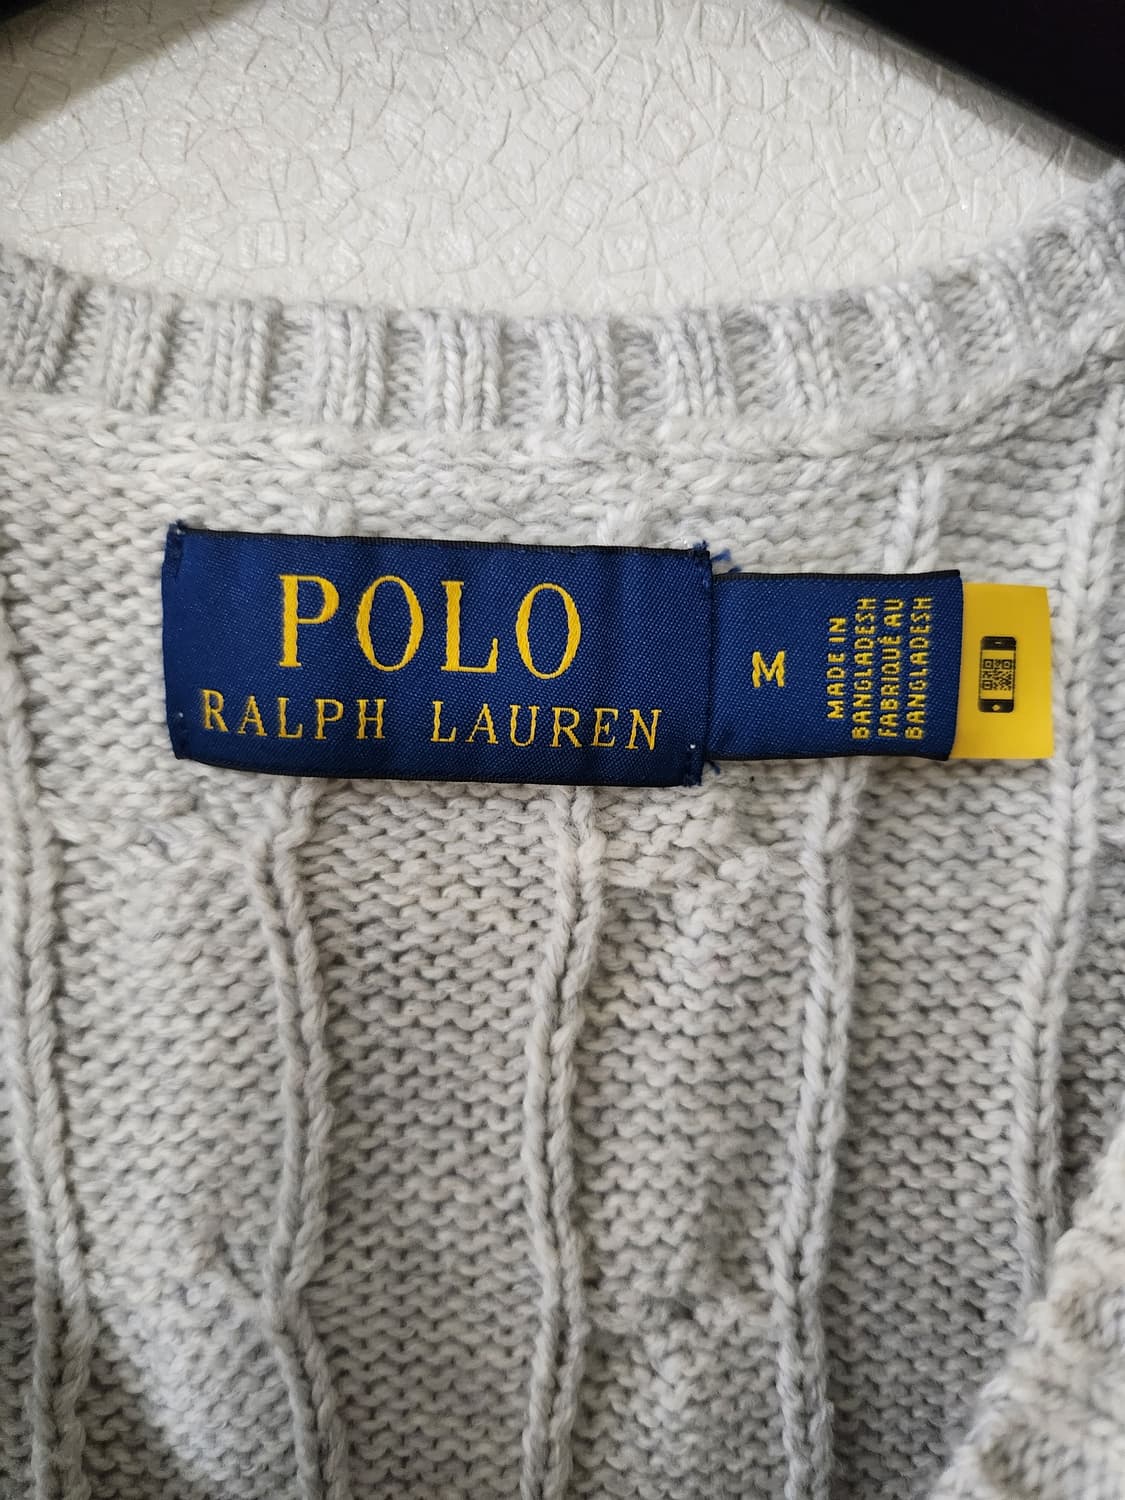 POLO
RALPH LAUREN
M
MADE IN
BANGLADESH
FABRIQUÉ AU
BANGLADESH